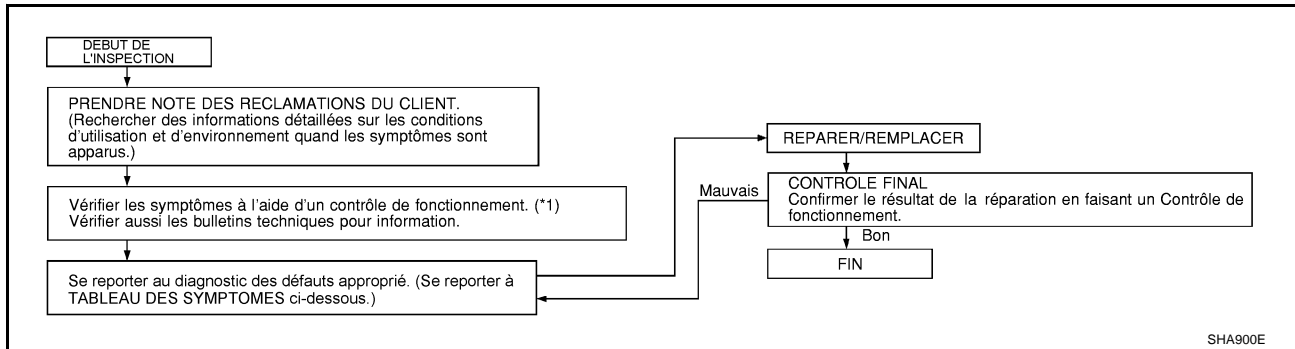 DEBUT DE
L'INSPECTION
PRENDRE NOTE DES RECLAMATIONS DU CLIENT.
(Rechercher des informations détaillées sur les conditions
d'utilisation et d'environnement quand les symptômes sont
apparus.)
Vérifier les symptômes à l'aide d'un contrôle de fonctionnement. (*1)
Vérifier aussi les bulletins techniques pour information.
Se reporter au diagnostic des défauts approprié. (Se reporter à
TABLEAU DES SYMPTOMES ci-dessous.)
REPARER/REMPLACER
Mauvais
CONTROLE FINAL
Confirmer le résultat de la réparation en faisant un Contrôle de
fonctionnement.
Bon
FIN
SHA900E